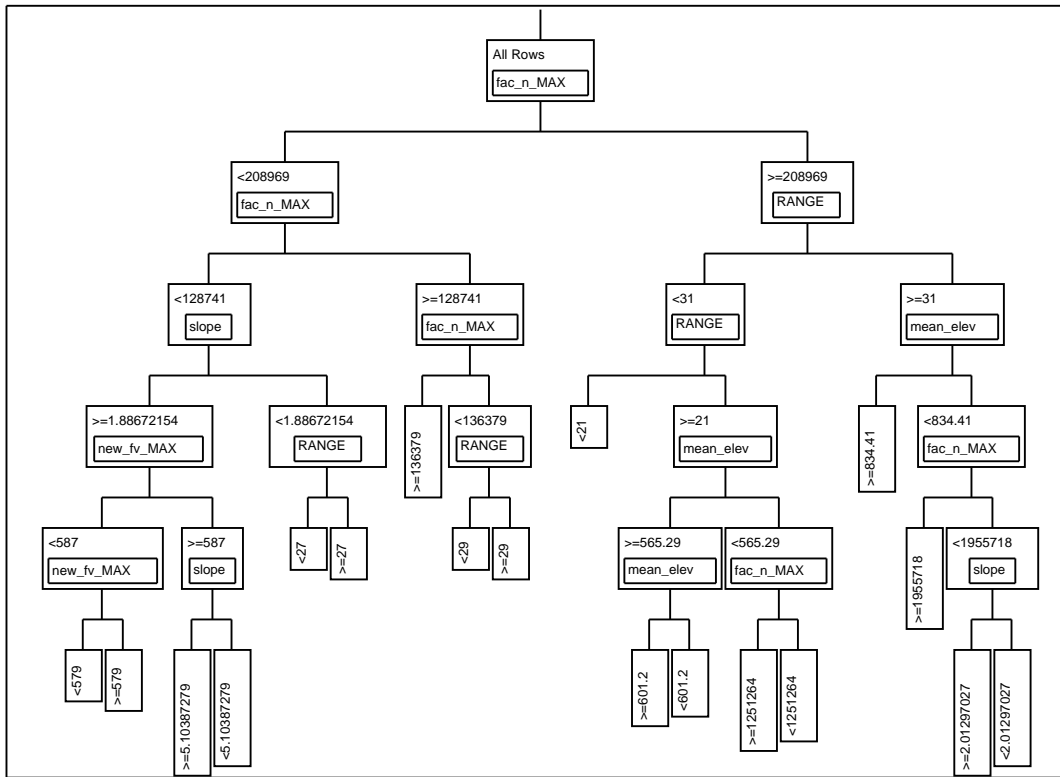 All Rows
fac_n_MAX
<208969
fac_n_MAX
>=208969
RANGE
<128741
slope
>=128741
fac_n_MAX
<31
RANGE
>=31
mean_elev
>=1.88672154
new_fv_MAX
<1.88672154
RANGE
>=136379
<136379
RANGE
<21
>=21
mean_elev
>=834.41
<834.41
fac_n_MAX
<587
new_fv_MAX
>=587
slope
<27
>=27
<29
>=29
>=565.29
mean_elev
<565.29
fac_n_MAX
>=1955718
<1955718
slope
<579
>=579
>=5.10387279
<5.10387279
>=601.2
<601.2
>=1251264
<1251264
>=2.01297027
<2.01297027